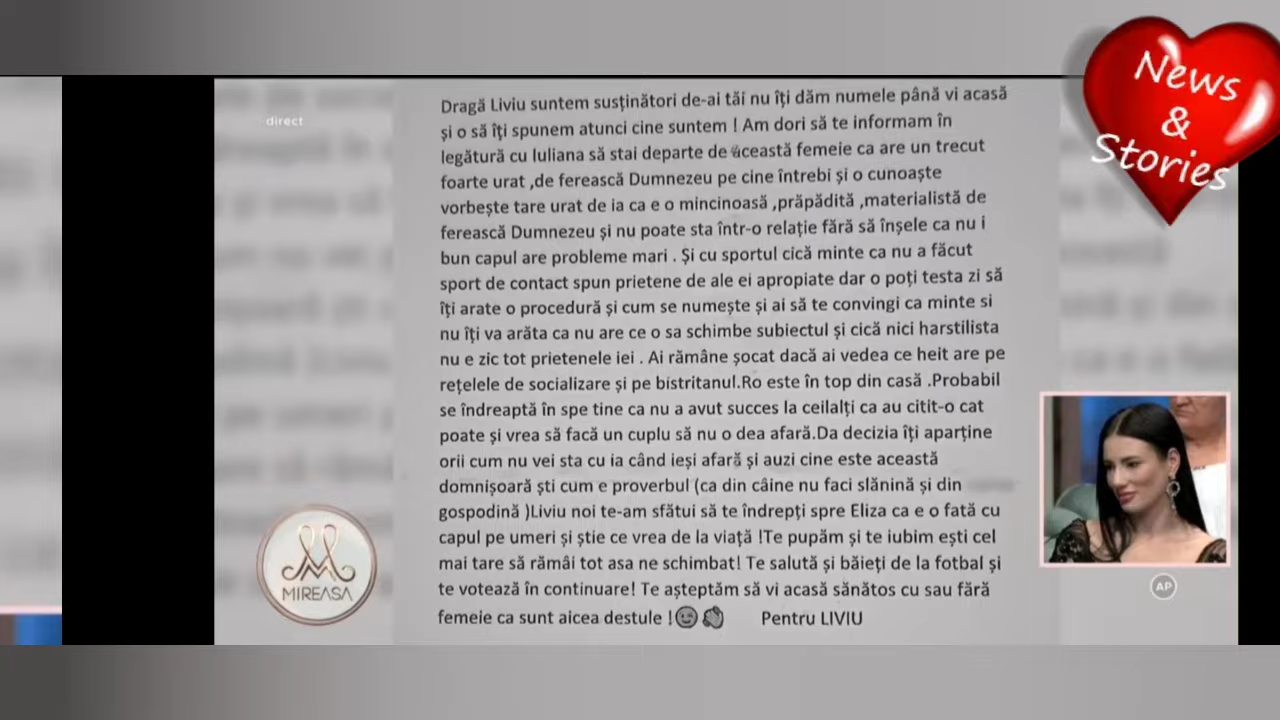 News
&
Stories
direct
Dragă Liviu suntem susținători de-ai tăi nu îți dăm numele până vi acasă
și o să îți spunem atunci cine suntem ! Am dori să te informam în
legătură cu Iuliana să stai departe de această femeie ca are un trecut
foarte urat ,de ferească Dumnezeu pe cine întrebi și o cunoaște
vorbește tare urat de ia ca e o mincinoasă ,prăpădită ,materialistă de
ferească Dumnezeu și nu poate sta într-o relație fără să înșele ca nu i
bun capul are probleme mari . Și cu sportul cică minte ca nu a făcut
sport de contact spun prietene de ale ei apropiate dar o poți testa zi să
îți arate o procedură și cum se numește și ai să te convingi ca minte si
nu îți va arăta ca nu are ce o sa schimbe subiectul și cică nici harstilista
nu e zic tot prietenele iei . Ai rămâne șocat dacă ai vedea ce heit are pe
rețelele de socializare și pe bistritanul.Ro este în top din casă .Probabil
se îndreaptă în spe tine ca nu a avut succes la ceilalți ca au citit-o cat
poate și vrea să facă un cuplu să nu o dea afară.Da decizia îți aparține
orii cum nu vei sta cu ia când ieși afară și auzi cine este această
domnișoară ști cum e proverbul (ca din câine nu faci slănină și din
gospodină )Liviu noi te-am sfătui să te îndrepți spre Eliza ca e o fată cu
capul pe umeri și știe ce vrea de la viață !Te pupăm și te iubim ești cel
mai tare să rămâi tot asa ne schimbat! Te salută și băieți de la fotbal și
te votează în continuare! Te așteptăm să vi acasă sănătos cu sau fără
femeie ca sunt aicea destule !😉👏 Pentru LIVIU
MIREASA
AP